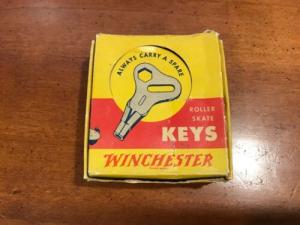 ALWAYS CARRY A SPARE
ROLLER
SKATE
KEYS
WINCHESTER